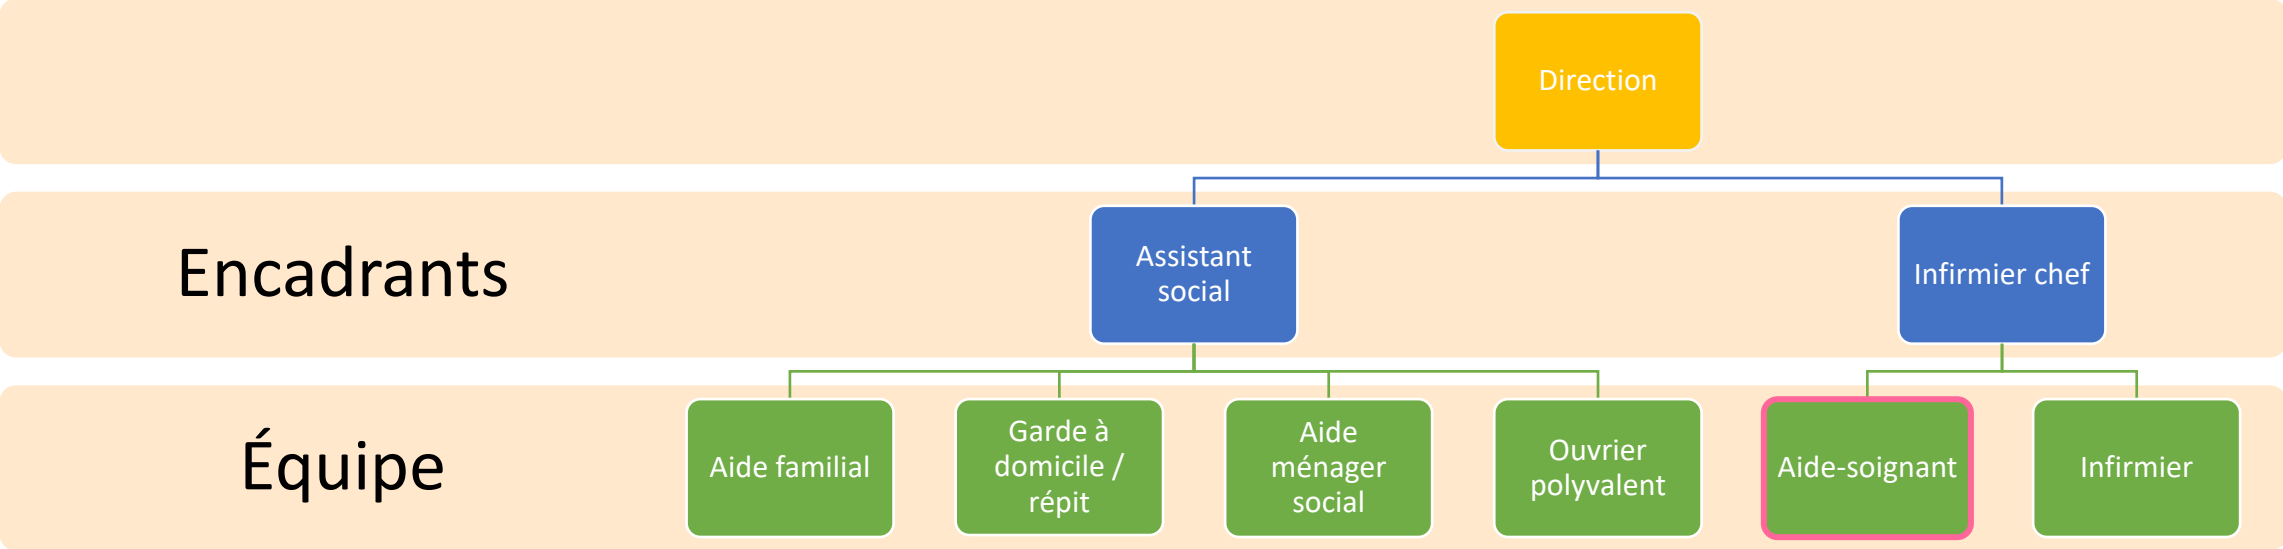 Direction
Encadrants
Assistant
social
Infirmier chef
Équipe
Aide familial
Garde à
domicile /
répit
Aide
ménager
social
Ouvrier
polyvalent
Aide-soignant
Infirmier